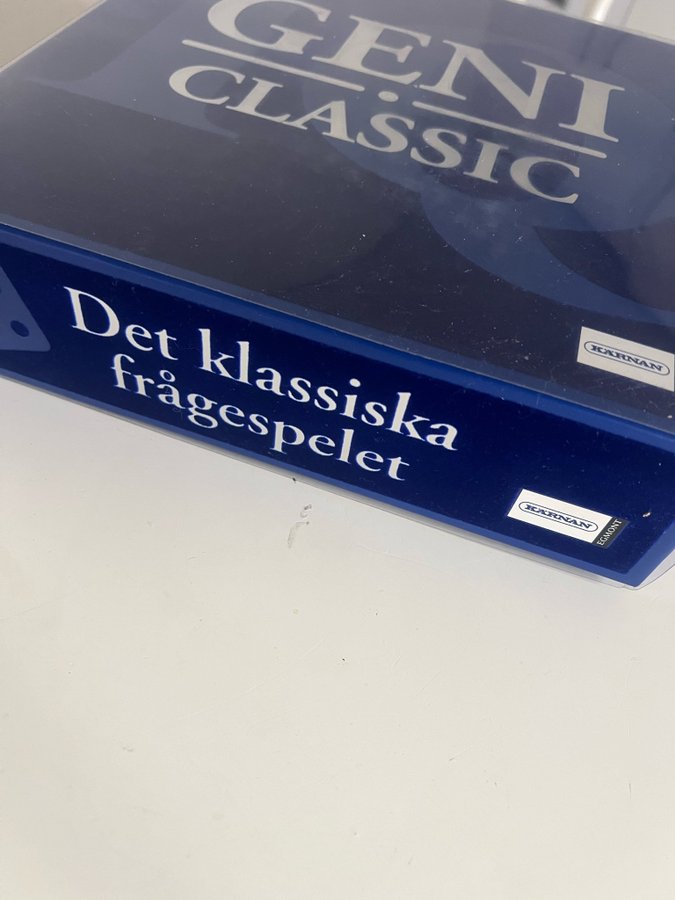 GENI
CLASSIC
KÄRNAN
Det klassiska
frågespelet
KÄRNAN
EGMONT